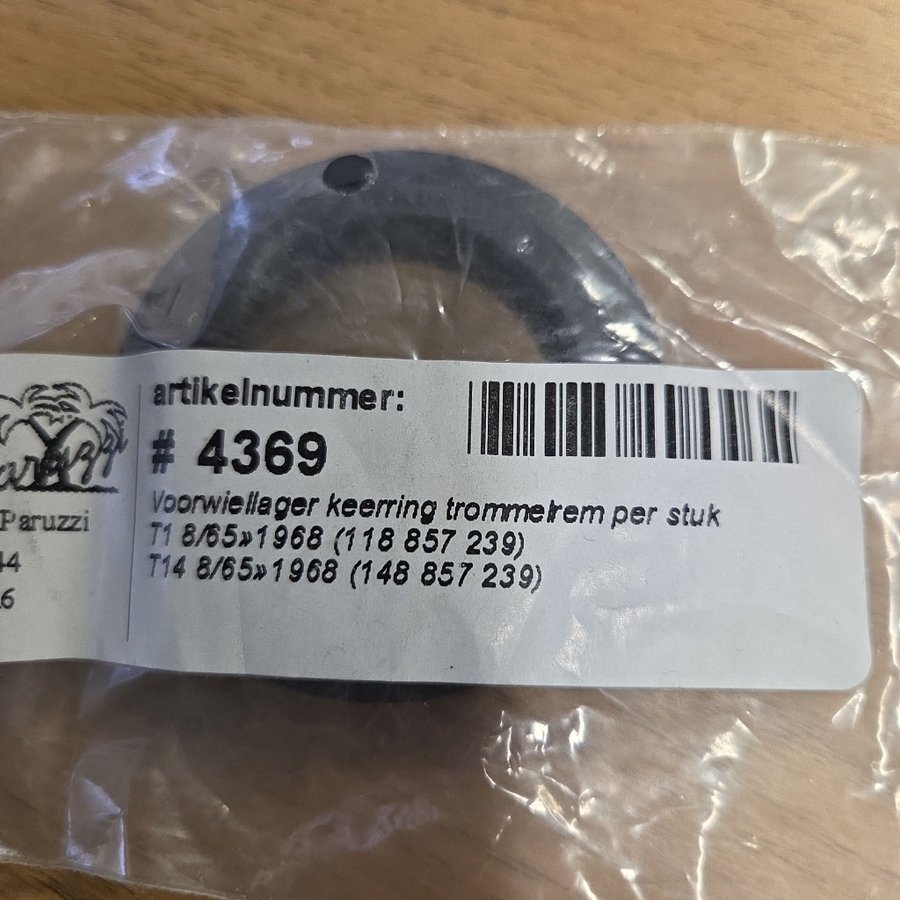 artikelnummer:
# 4369
Voorwiellager keerring trommelrem per stuk
T1 8/65»1968 (118 857 239)
T14 8/65»1968 (148 857 239)
Paruzzi
44
6